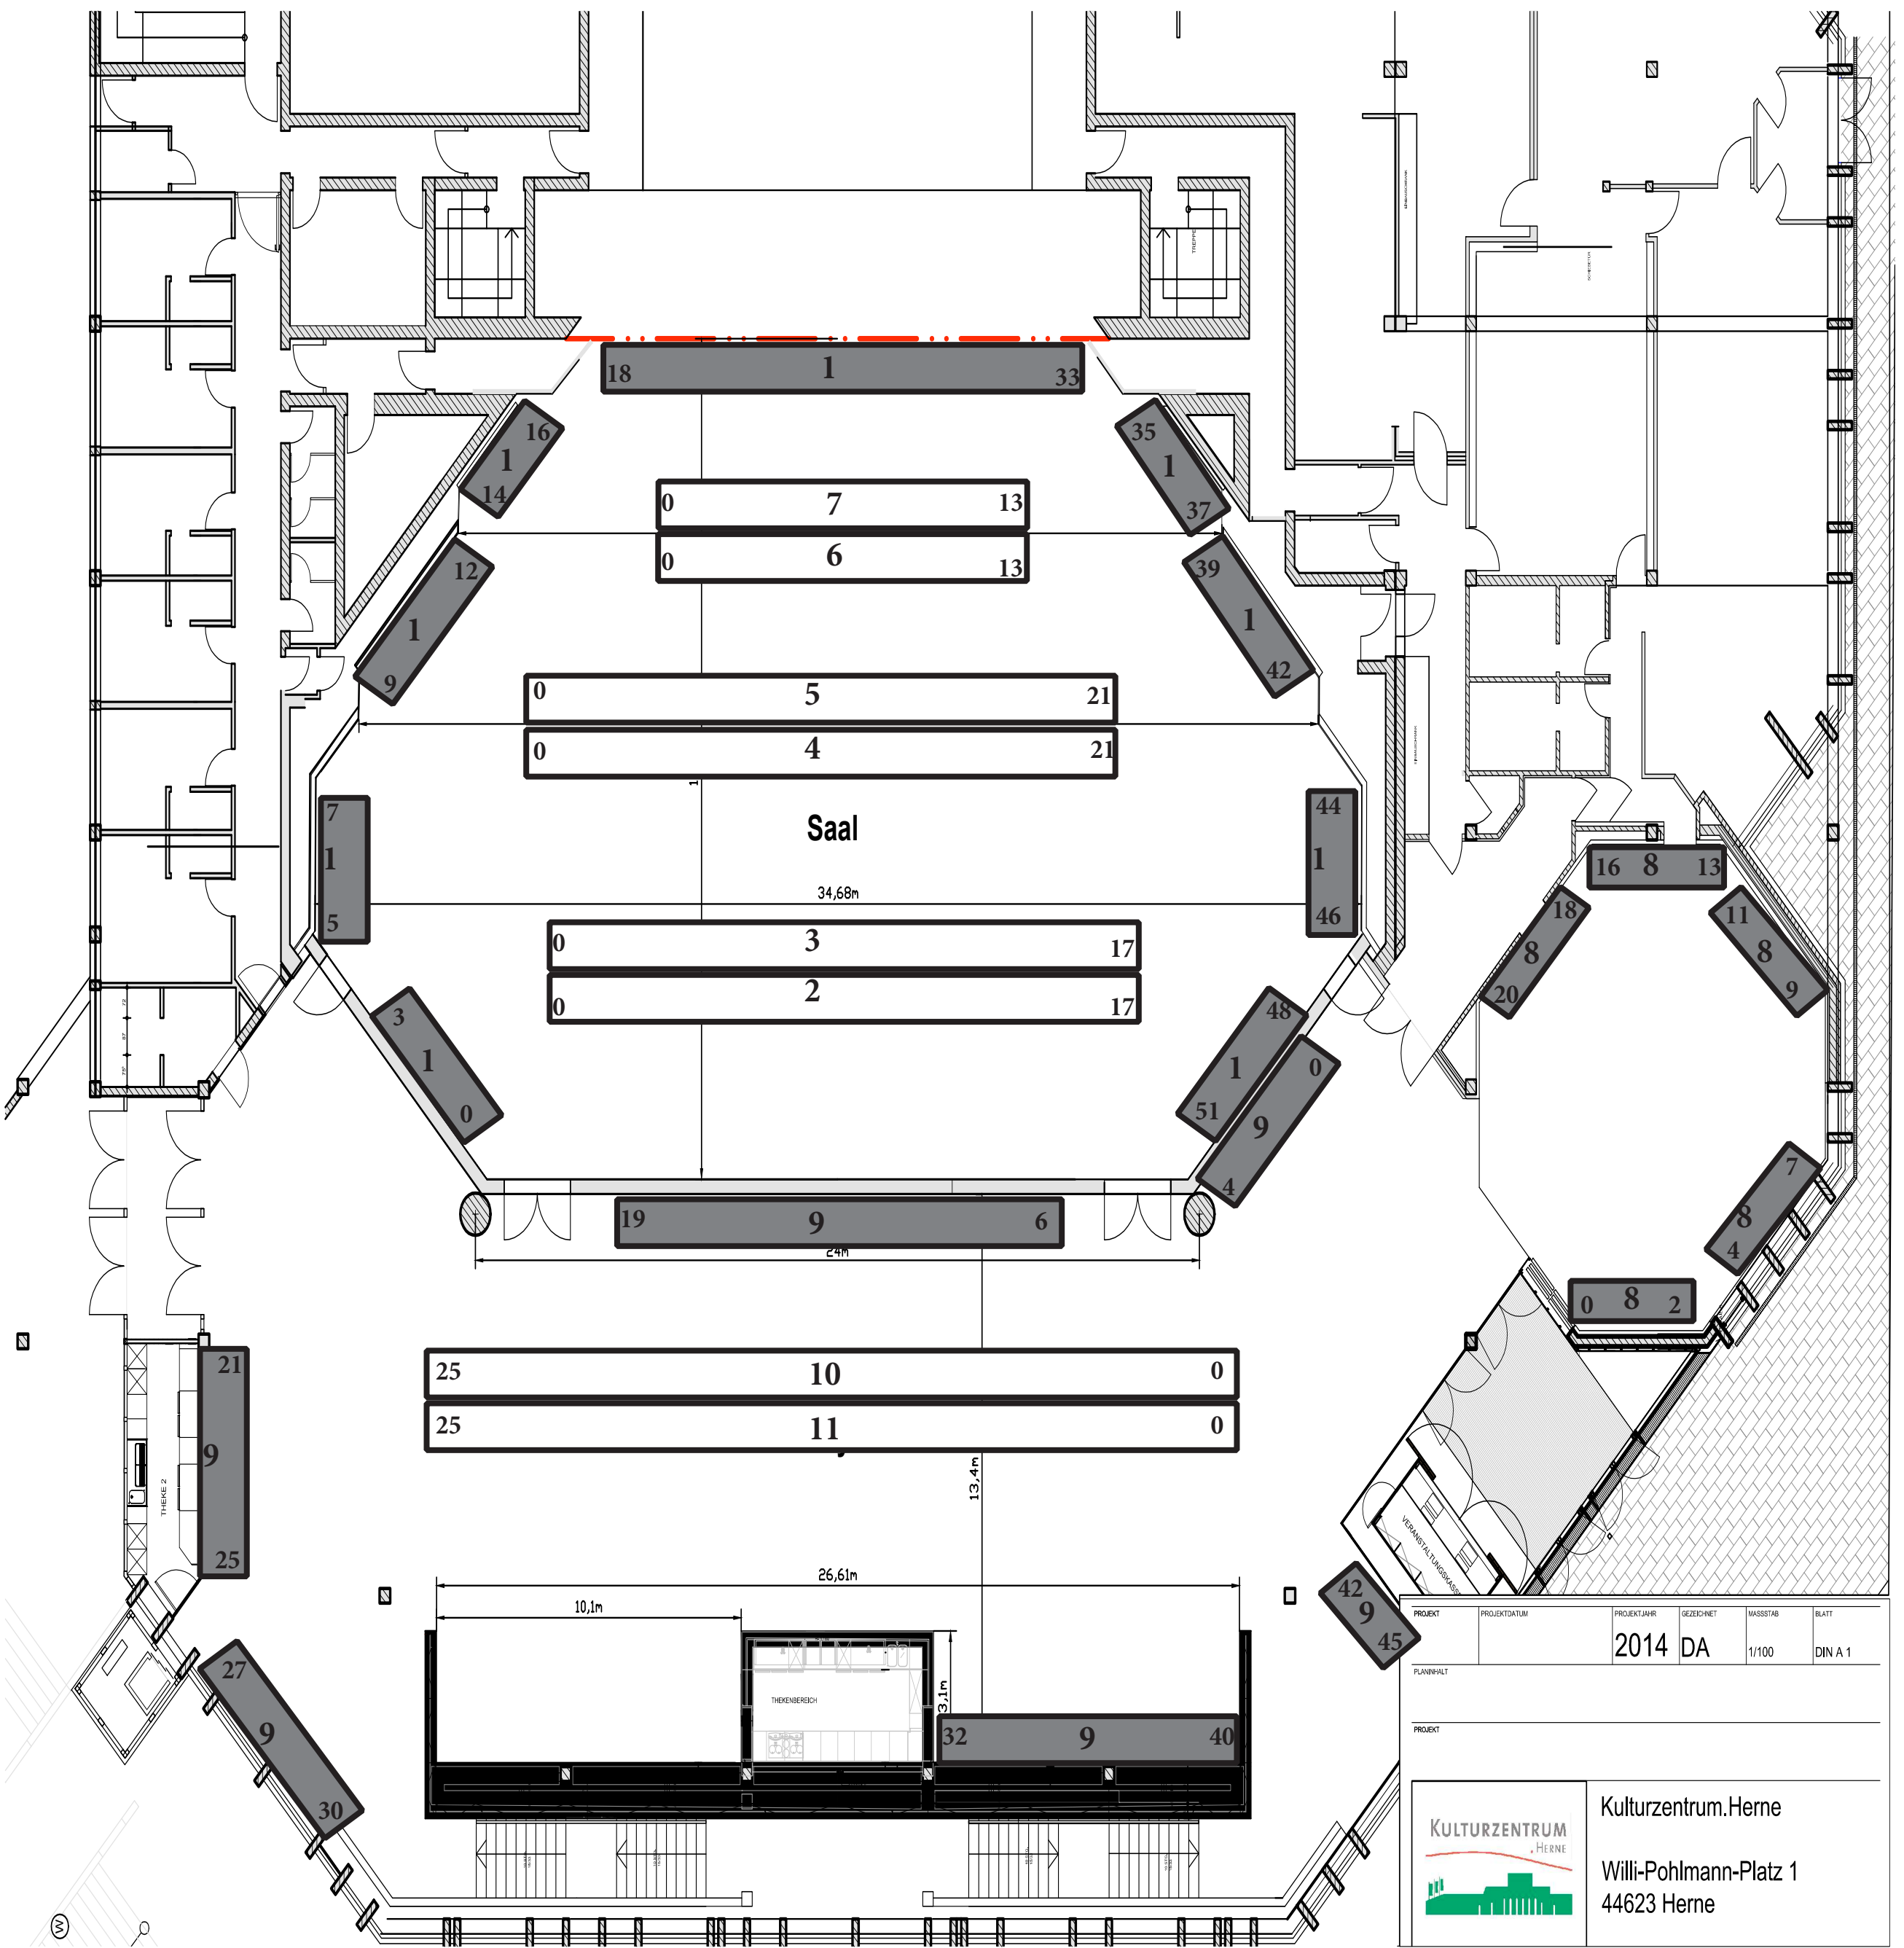 TREPPE
18 1 33
16
1
14
35
1
37
0 7 13
0 6 13
12
1
9
39
1
42
0 5 21
0 4 21
1
Saal
7
1
5
44
1
46
34,68m
0 3 17
0 2 17
3
1
0
48
1
51
0
9
4
16 8 13
18
8
20
11
8
9
7
8
4
0 8 2
19 9 6
24m
21
9
25
THEKE 2
25 10 0
25 11 0
13,4m
26,61m
10,1m
3,1m
THEKENBEREICH
32 9 40
27
9
30
VERANSTALTUNGSKASSE
42
9
45
W
PROJEKT PROJEKTDATUM PROJEKTJAHR GEZEICHNET MASSSTAB BLATT
2014 DA 1/100 DIN A 1
PLANINHALT
PROJEKT
KULTURZENTRUM
. HERNE
Kulturzentrum.Herne
Willi-Pohlmann-Platz 1
44623 Herne